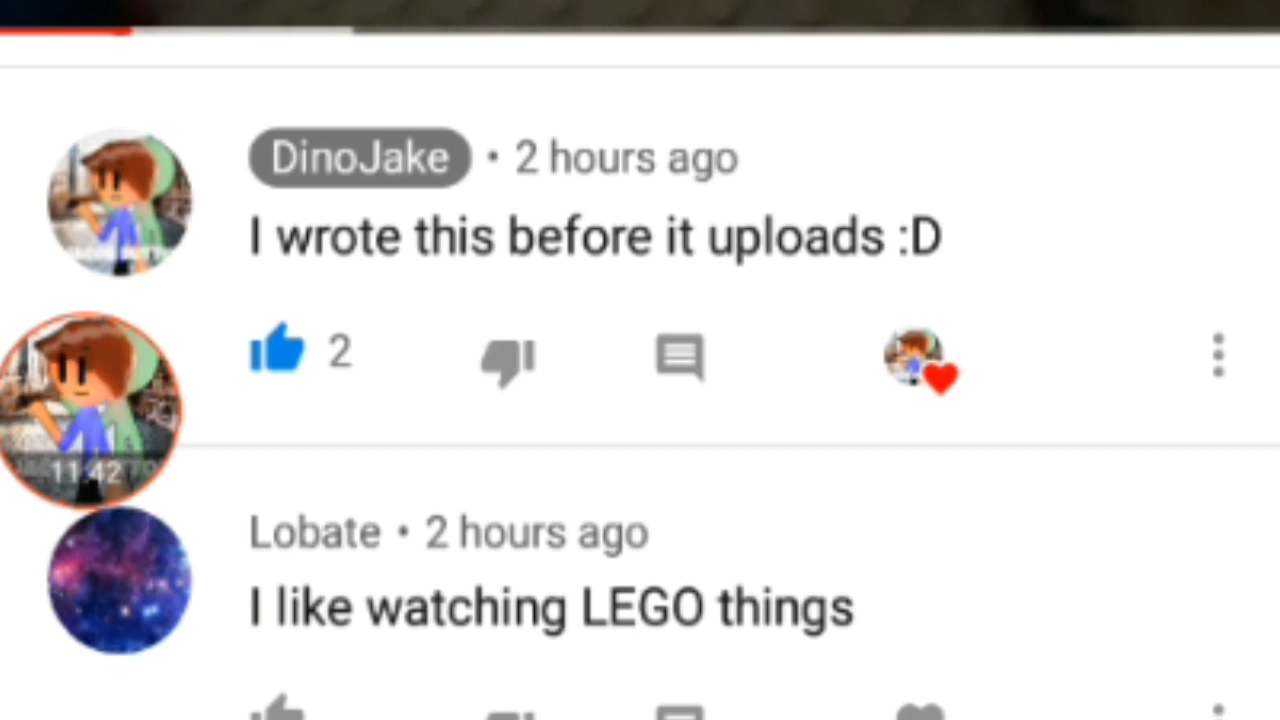 DinoJake • 2 hours ago
I wrote this before it uploads :D
2
11:42
Lobate • 2 hours ago
I like watching LEGO things